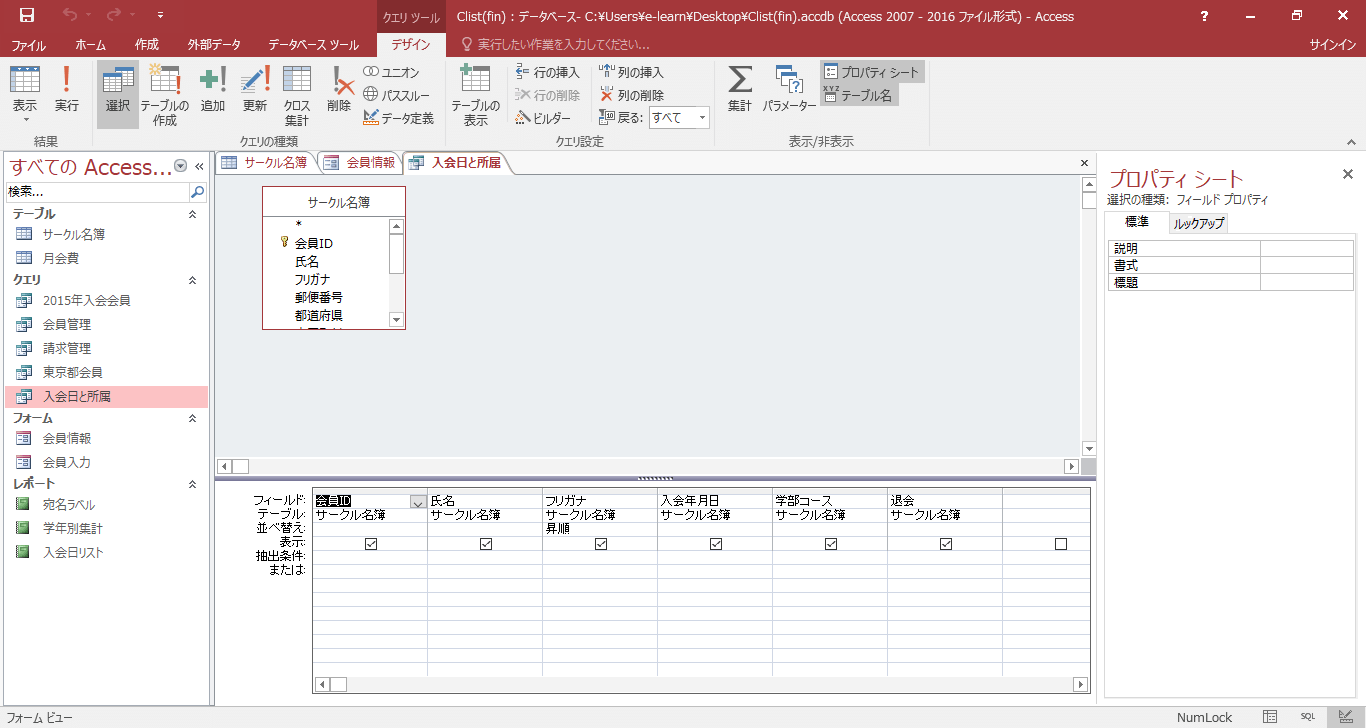 クエリ ツール
Clist(fin) : データベース- C:¥Users¥e-learn¥Desktop¥Clist(fin).accdb (Access 2007 - 2016 ファイル形式) - Access
?
ファイル ホーム 作成 外部データ データベース ツール デザイン 実行したい作業を入力してください... サインイン
表示
実行
選択
テーブルの
作成
追加
更新
クロス
集計
削除
ユニオン
パススルー
データ定義
テーブルの
表示
行の挿入
行の削除
ビルダー
列の挿入
列の削除
戻る: すべて
集計
パラメーター
プロパティ シート
テーブル名
結果 クエリの種類 クエリ設定 表示/非表示
すべての Access...
検索...
テーブル
サークル名簿
月会費
クエリ
2015年入会会員
会員管理
請求管理
東京都会員
入会日と所属
フォーム
会員情報
会員入力
レポート
宛名ラベル
学年別集計
入会日リスト
サークル名簿 会員情報 入会日と所属
サークル名簿
*
会員ID
氏名
フリガナ
郵便番号
都道府県
フィールド: 会員ID 氏名 フリガナ 入会年月日 学部コース 退会
テーブル: サークル名簿 サークル名簿 サークル名簿 サークル名簿 サークル名簿 サークル名簿
並べ替え: 昇順
表示:
抽出条件:
または:
プロパティ シート
選択の種類: フィールド プロパティ
標準 ルックアップ
説明
書式
標題
フォーム ビュー
NumLock
SQL